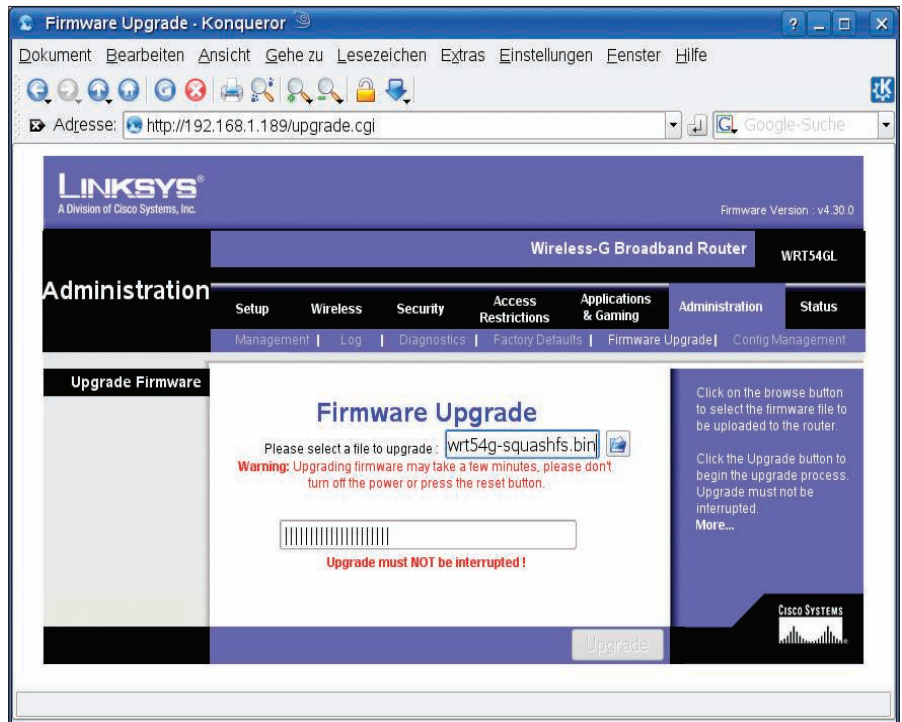 Firmware Upgrade - Konqueror
Dokument Bearbeiten Ansicht Gehe zu Lesezeichen Extras Einstellungen Fenster Hilfe
Adresse: http://192.168.1.189/upgrade.cgi Google-Suche
LINKSYS®
A Division of Cisco Systems, Inc.
Firmware Version : v4.30.0
Wireless-G Broadband Router WRT54GL
Administration
Setup Wireless Security Access Restrictions Applications & Gaming Administration Status
Management | Log | Diagnostics | Factory Defaults | Firmware Upgrade | Config Management
Upgrade Firmware
Firmware Upgrade
Please select a file to upgrade : wrt54g-squashfs.bin
Warning: Upgrading firmware may take a few minutes, please don't
turn off the power or press the reset button.
Upgrade must NOT be interrupted !
Upgrade
Click on the browse button
to select the firmware file to
be uploaded to the router.
Click the Upgrade button to
begin the upgrade process.
Upgrade must not be
interrupted.
More...
CISCO SYSTEMS